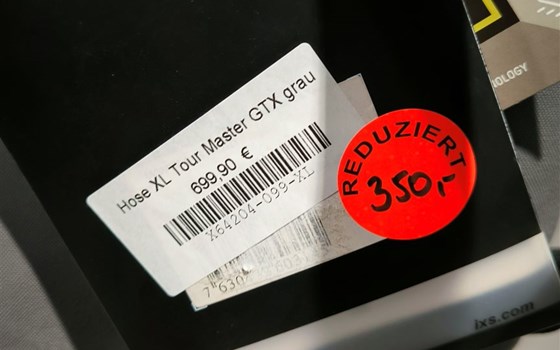 Hose XL Tour Master GTX grau
699,90 €
X64204-099-XL
REDUZIERT
350,-
ixs.com